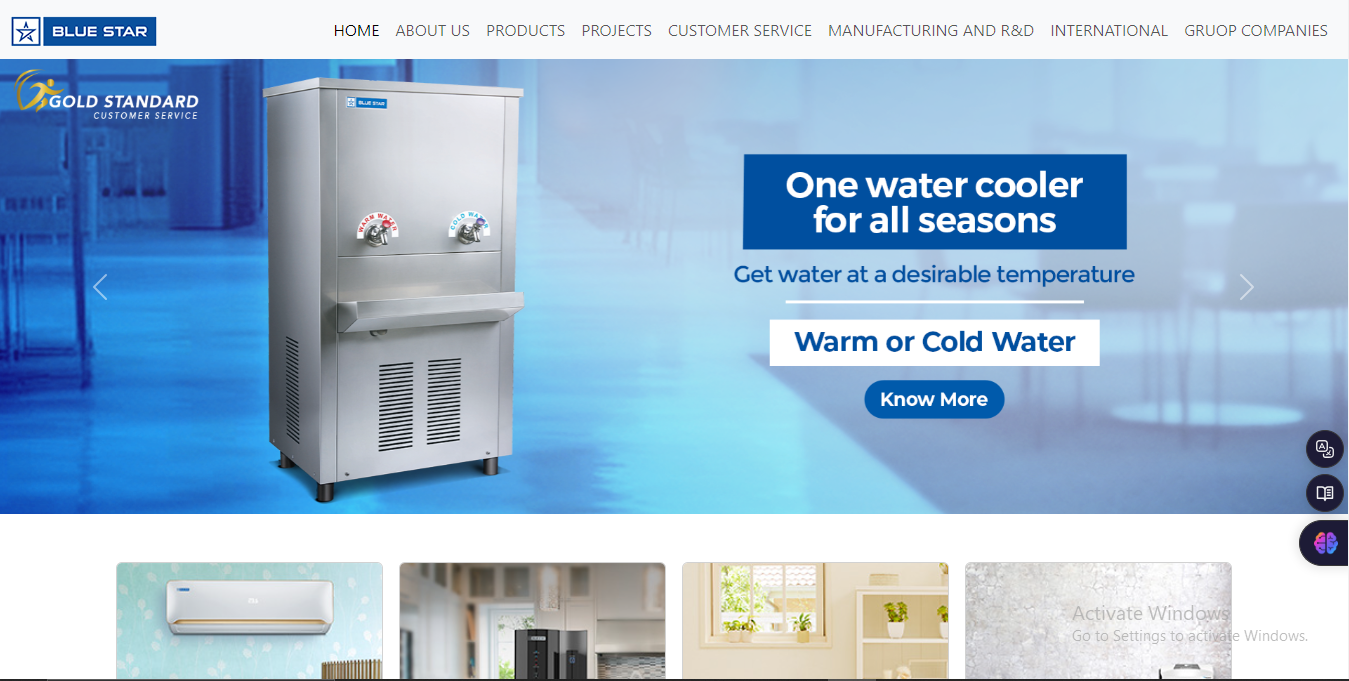 BLUE STAR
HOME ABOUT US PRODUCTS PROJECTS CUSTOMER SERVICE MANUFACTURING AND R&D INTERNATIONAL GRUOP COMPANIES
GOLD STANDARD
CUSTOMER SERVICE
BLUE STAR
WARM WATER
COLD WATER
One water cooler
for all seasons
Get water at a desirable temperature
Warm or Cold Water
Know More
Activate Windows
Go to Settings to activate Windows.